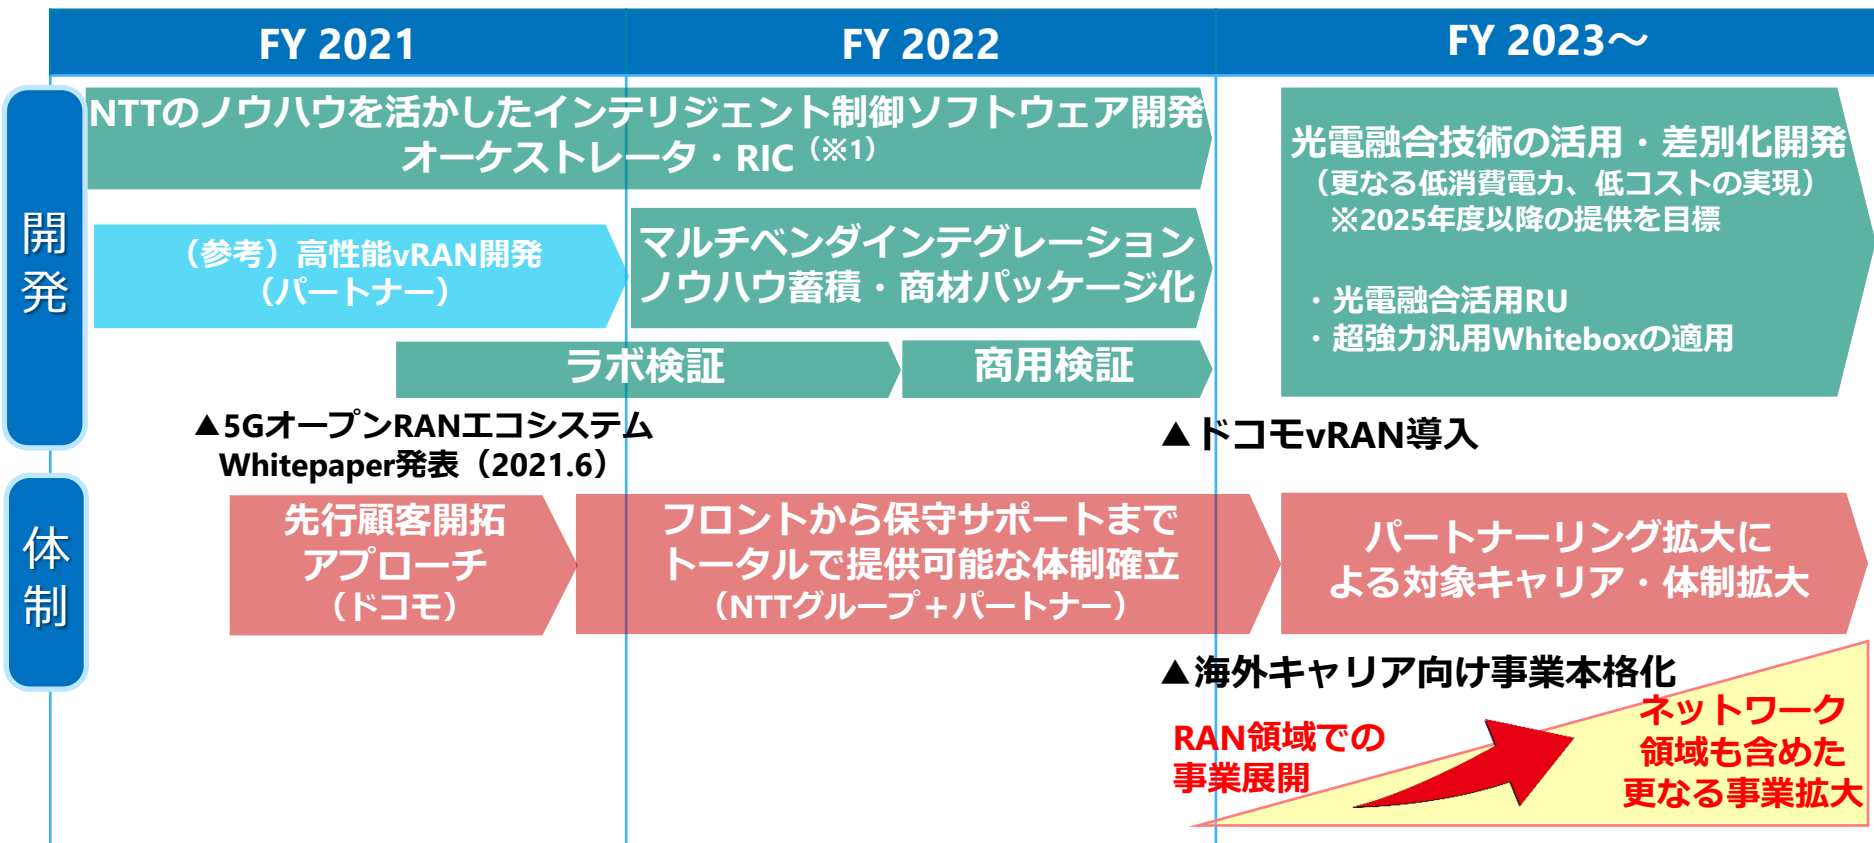 FY 2021
FY 2022
FY 2023～
開発
NTTのノウハウを活かしたインテリジェント制御ソフトウェア開発
オーケストレータ・RIC（※1）
光電融合技術の活用・差別化開発
（更なる低消費電力、低コストの実現）
※2025年度以降の提供を目標
・光電融合活用RU
・超強力汎用Whiteboxの適用
（参考）高性能vRAN開発
（パートナー）
マルチベンダインテグレーション
ノウハウ蓄積・商材パッケージ化
ラボ検証
商用検証
▲5GオープンRANエコシステム
Whitepaper発表（2021.6）
▲ドコモvRAN導入
体制
先行顧客開拓
アプローチ
（ドコモ）
フロントから保守サポートまで
トータルで提供可能な体制確立
（NTTグループ＋パートナー）
パートナーリング拡大に
よる対象キャリア・体制拡大
▲海外キャリア向け事業本格化
RAN領域での
事業展開
ネットワーク
領域も含めた
更なる事業拡大